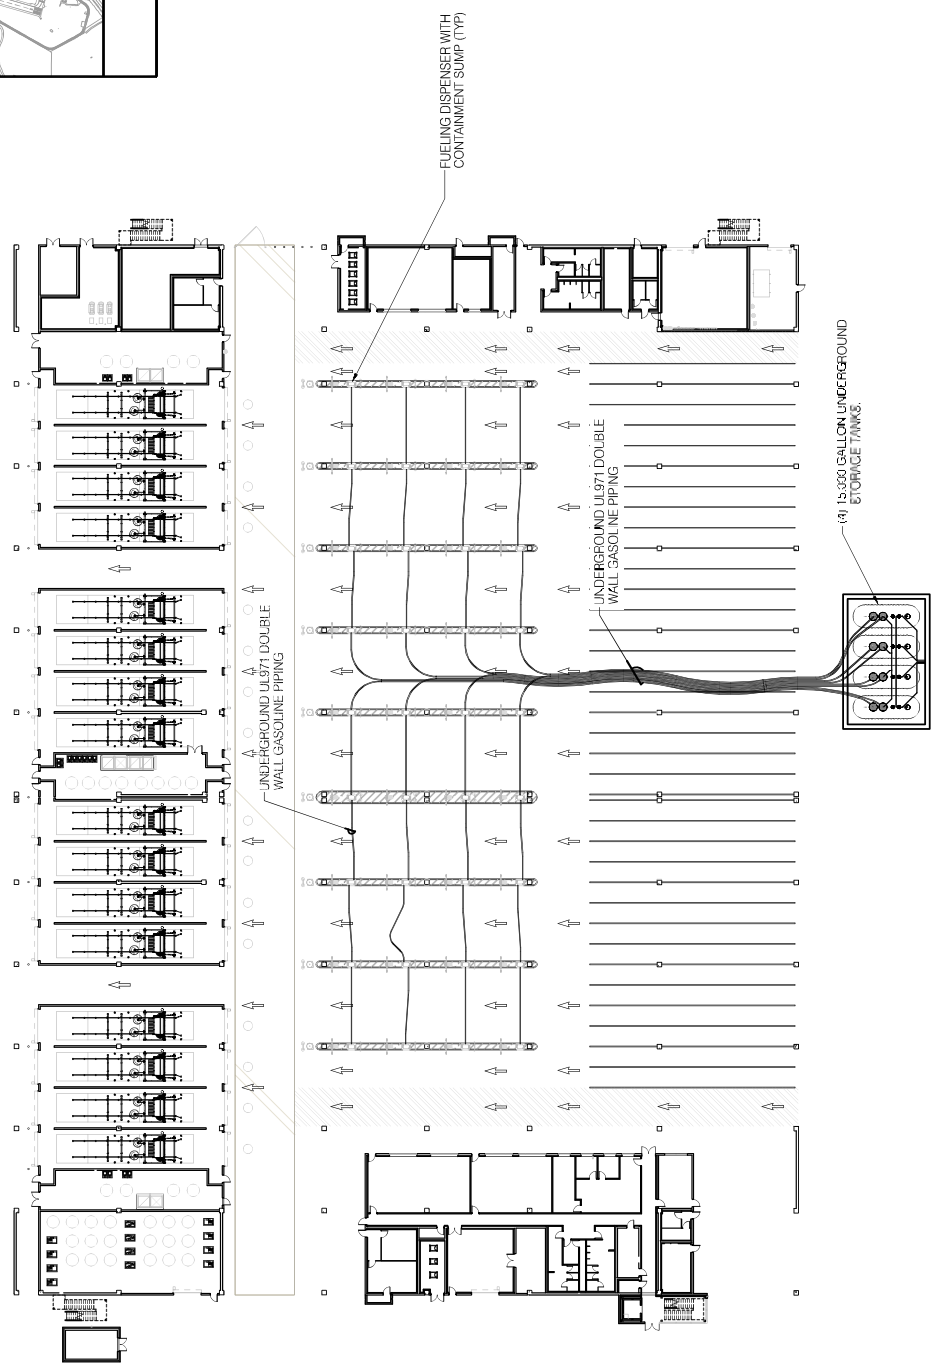 FUELING DISPENSER WITH
CONTAINMENT SUMP (TYP)
UNDERGROUND UL971 DOUBLE
WALL GASOLINE PIPING
UNDERGROUND UL971 DOUBLE
WALL GASOLINE PIPING
(4) 15,000 GALLON UNDERGROUND
STORAGE TANKS.